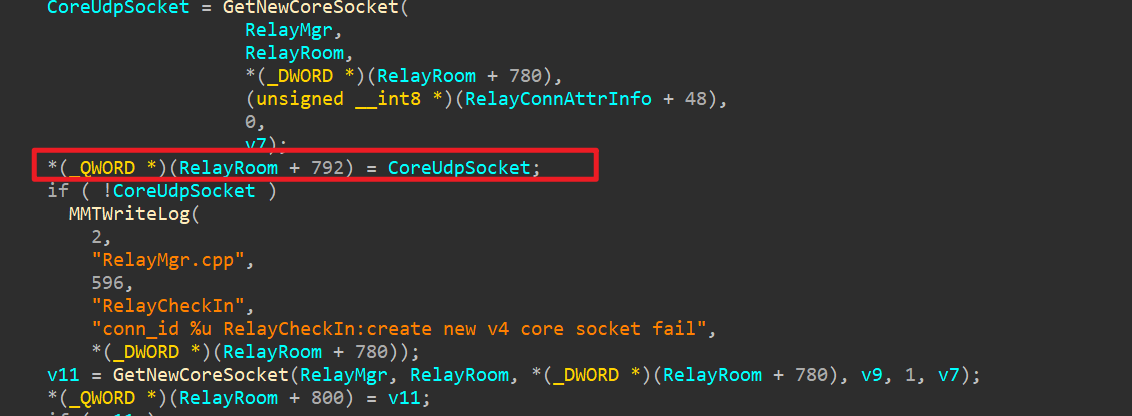 CoreUdpSocket = GetNewCoreSocket(
RelayMgr,
RelayRoom,
*(_DWORD *)(RelayRoom + 780),
(unsigned __int8 *)(RelayConnAttrInfo + 48),
0,
v7);
*(_QWORD *)(RelayRoom + 792) = CoreUdpSocket;
if ( !CoreUdpSocket )
MMTWriteLog(
2,
"RelayMgr.cpp",
596,
"RelayCheckIn",
"conn_id %u RelayCheckIn:create new v4 core socket fail",
*(_DWORD *)(RelayRoom + 780));
v11 = GetNewCoreSocket(RelayMgr, RelayRoom, *(_DWORD *)(RelayRoom + 780), v9, 1, v7);
*(_QWORD *)(RelayRoom + 800) = v11;